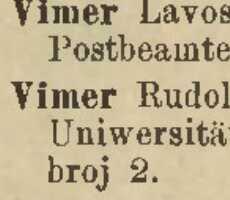 Vimer Lavos
Postbeamte
Vimer Rudol
Uniwersitä
broj 2.